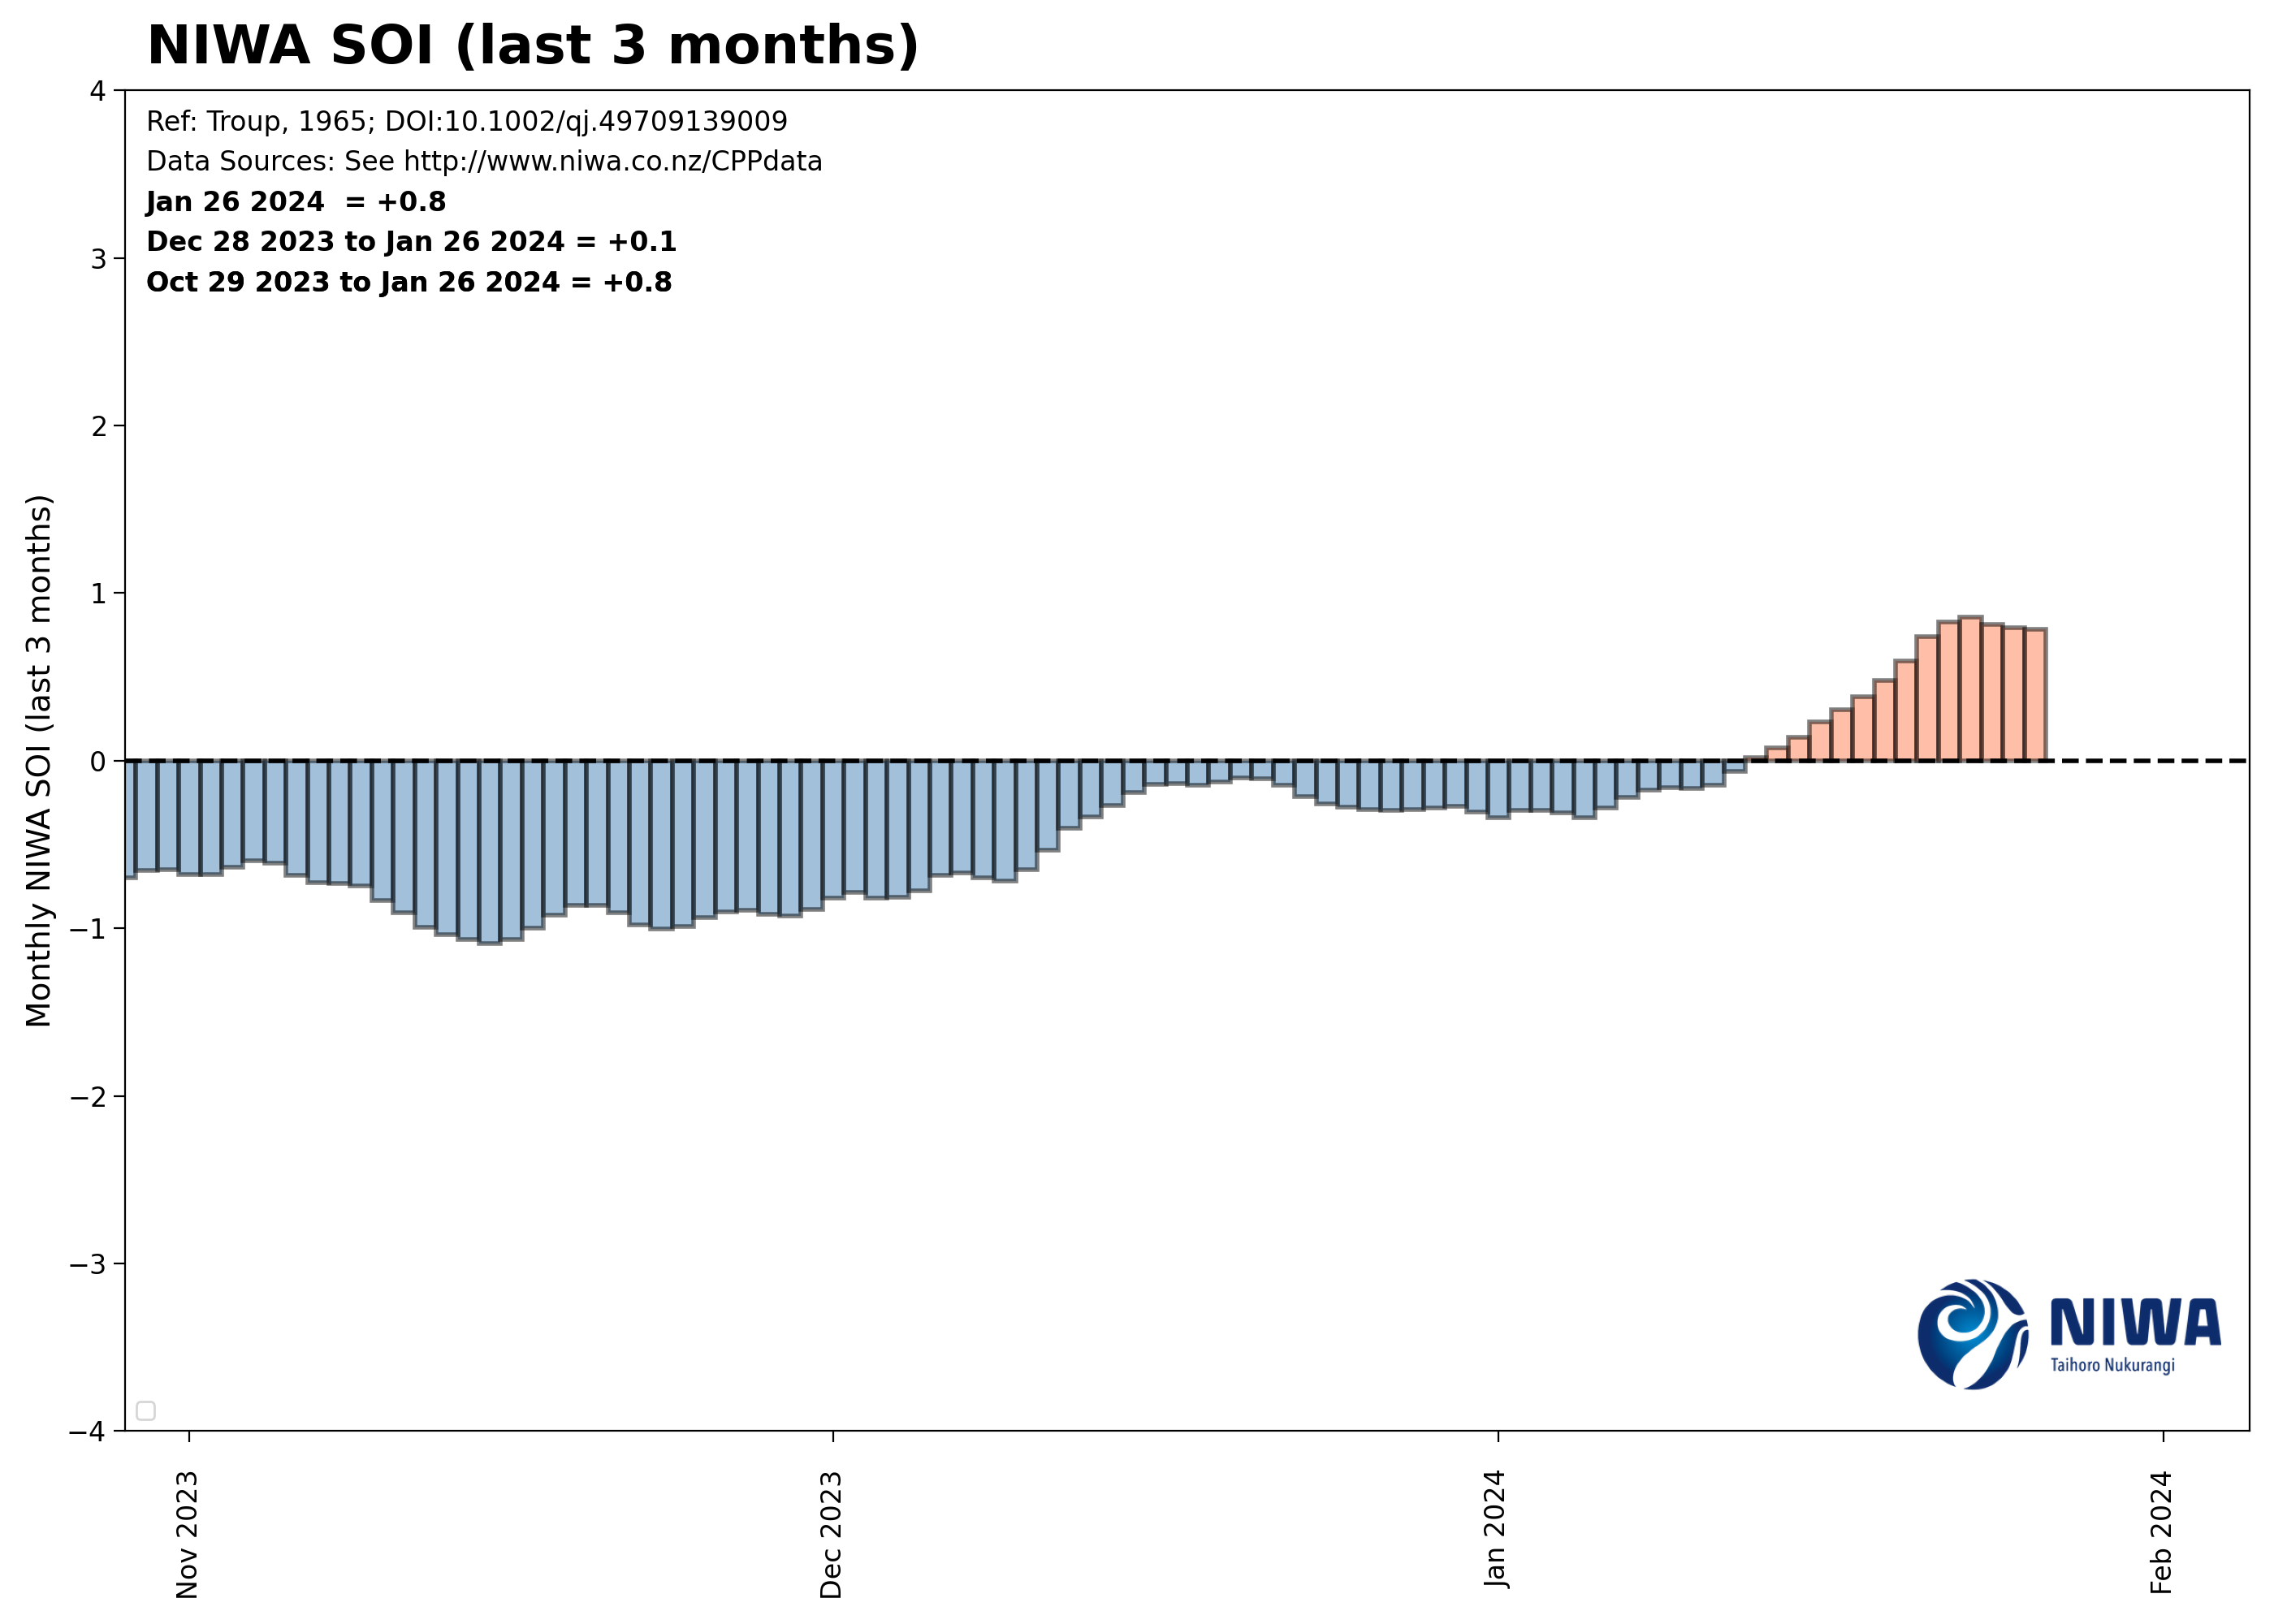 NIWA SOI (last 3 months)
Ref: Troup, 1965; DOI:10.1002/qj.49709139009
Data Sources: See http://www.niwa.co.nz/CPPdata
Jan 26 2024  = +0.8
Dec 28 2023 to Jan 26 2024 = +0.1
Oct 29 2023 to Jan 26 2024 = +0.8
Monthly NIWA SOI (last 3 months)
4
3
2
1
0
−1
−2
−3
−4
Nov 2023
Dec 2023
Jan 2024
Feb 2024
NIWA
Taihoro Nukurangi